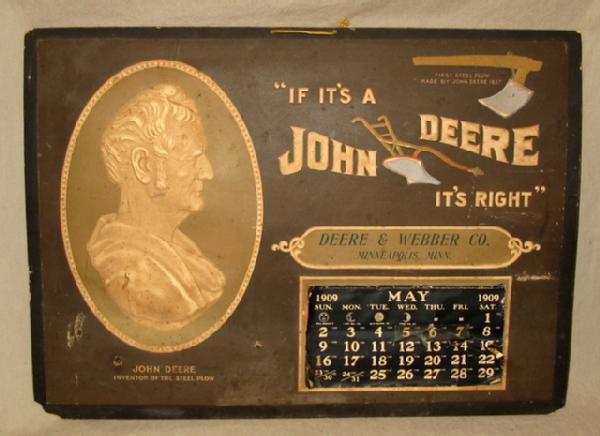 "IF IT'S A
JOHN DEERE
IT'S RIGHT"
FIRST STEEL PLOW
MADE BY JOHN DEERE 1837
DEERE & WEBBER CO.
MINNEAPOLIS, MINN.
1909 MAY 1909
SUN. MON. TUE. WED. THU. FRI. SAT.
1
2 3 4 5 6 7 8
9 10 11 12 13 14 15
16 17 18 19 20 21 22
23/30 24/31 25 26 27 28 29
JOHN DEERE
INVENTOR OF THE STEEL PLOW